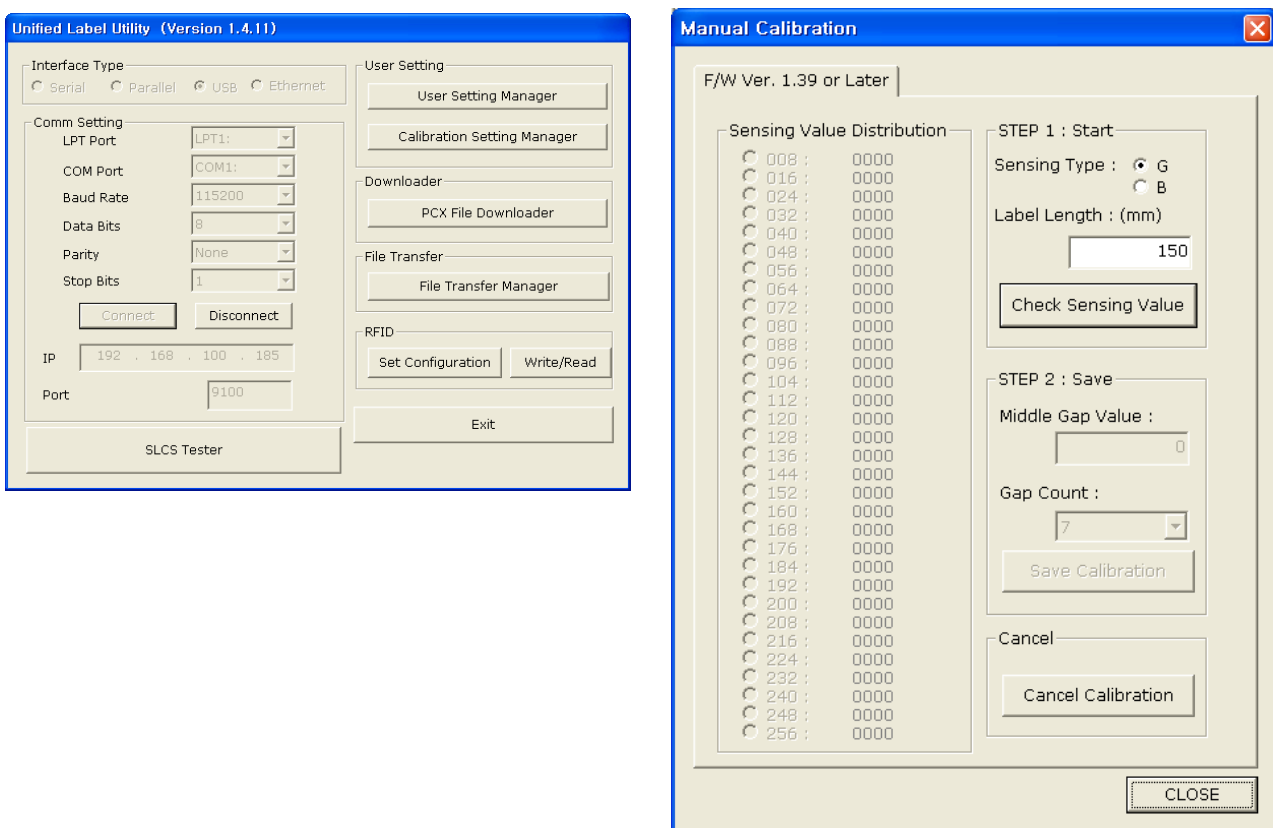 Unified Label Utility (Version 1.4.11)
Interface Type
Serial Parallel USB Ethernet
Comm Setting
LPT Port LPT1:
COM Port COM1:
Baud Rate 115200
Data Bits 8
Parity None
Stop Bits 1
Connect Disconnect
IP 192 . 168 . 100 . 185
Port 9100
SLCS Tester
User Setting
User Setting Manager
Calibration Setting Manager
Downloader
PCX File Downloader
File Transfer
File Transfer Manager
RFID
Set Configuration Write/Read
Exit
Manual Calibration
F/W Ver. 1.39 or Later
Sensing Value Distribution
008 : 0000
016 : 0000
024 : 0000
032 : 0000
040 : 0000
048 : 0000
056 : 0000
064 : 0000
072 : 0000
080 : 0000
088 : 0000
096 : 0000
104 : 0000
112 : 0000
120 : 0000
128 : 0000
136 : 0000
144 : 0000
152 : 0000
160 : 0000
168 : 0000
176 : 0000
184 : 0000
192 : 0000
200 : 0000
208 : 0000
216 : 0000
224 : 0000
232 : 0000
240 : 0000
248 : 0000
256 : 0000
STEP 1 : Start
Sensing Type : G
B
Label Length : (mm)
150
Check Sensing Value
STEP 2 : Save
Middle Gap Value :
0
Gap Count :
7
Save Calibration
Cancel
Cancel Calibration
CLOSE